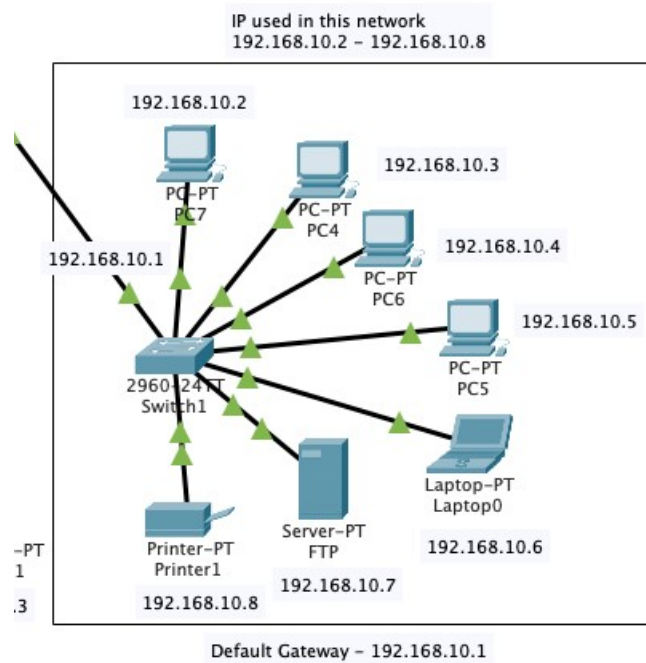 IP used in this network
192.168.10.2 - 192.168.10.8
192.168.10.2
PC-PT
PC7
192.168.10.3
PC-PT
PC4
192.168.10.4
PC-PT
PC6
192.168.10.1
192.168.10.5
PC-PT
PC5
2960-24TT
Switch1
Laptop-PT
Laptop0
192.168.10.6
Server-PT
FTP
192.168.10.7
Printer-PT
Printer1
192.168.10.8
-PT
1
.3
Default Gateway - 192.168.10.1